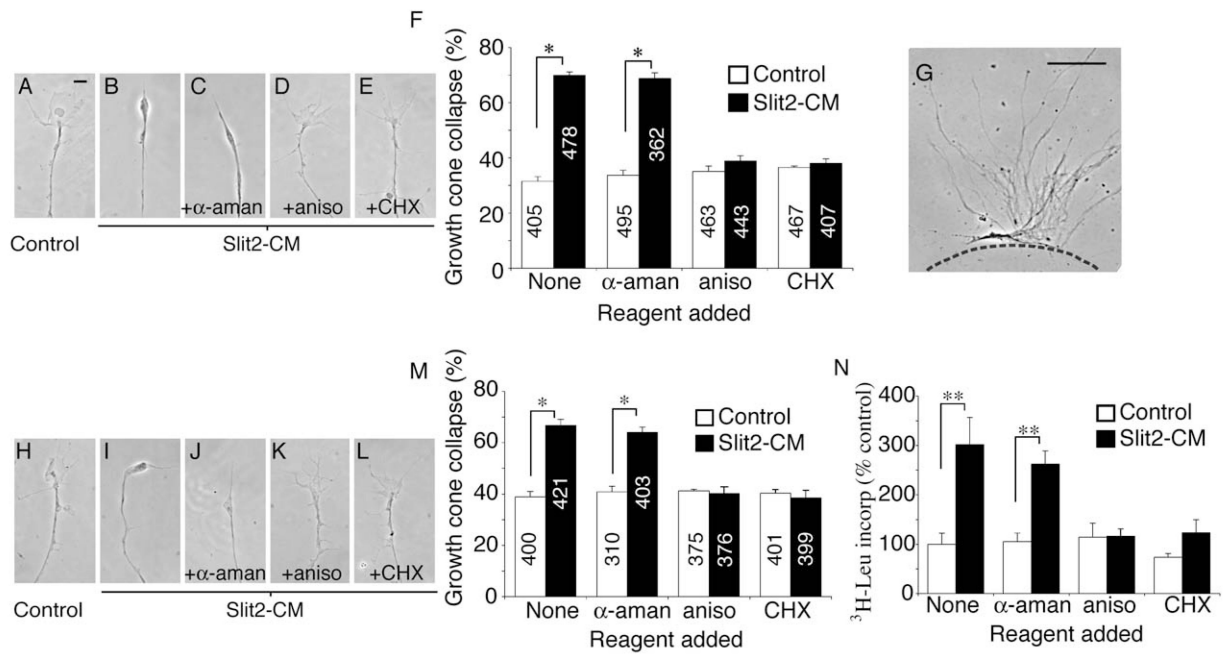 F
A
B
C
D
E
+α-aman
+aniso
+CHX
Control
Slit2-CM
Growth cone collapse (%)
80
60
40
20
0
*
*
Control
Slit2-CM
405
478
495
362
463
443
467
407
None
α-aman
aniso
CHX
Reagent added
G
H
I
J
K
L
+α-aman
+aniso
+CHX
Control
Slit2-CM
M
Growth cone collapse (%)
80
60
40
20
0
*
*
Control
Slit2-CM
400
421
310
403
375
376
401
399
None
α-aman
aniso
CHX
Reagent added
N
³H-Leu incorp (% control)
400
300
200
100
0
**
**
Control
Slit2-CM
None
α-aman
aniso
CHX
Reagent added